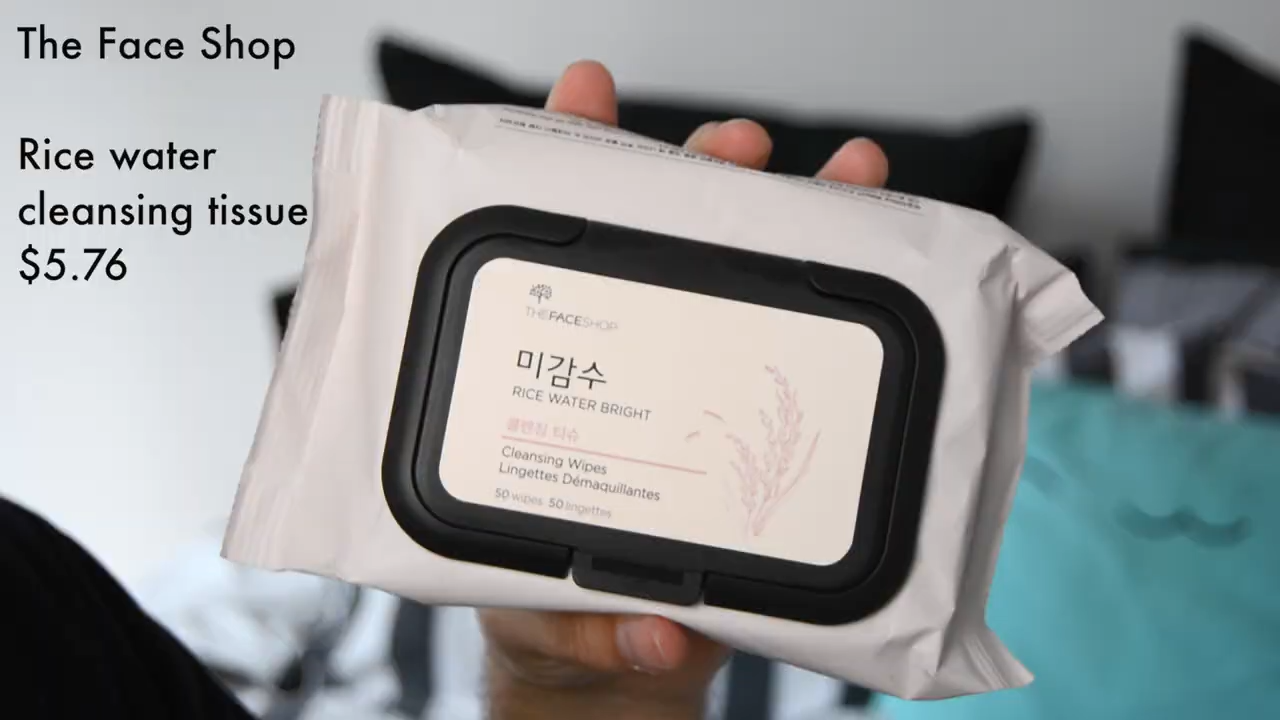 The Face Shop
Rice water
cleansing tissue
$5.76
THEFACESHOP
미감수
RICE WATER BRIGHT
클렌징 티슈
Cleansing Wipes
Lingettes Démaquillantes
50 wipes 50 lingettes